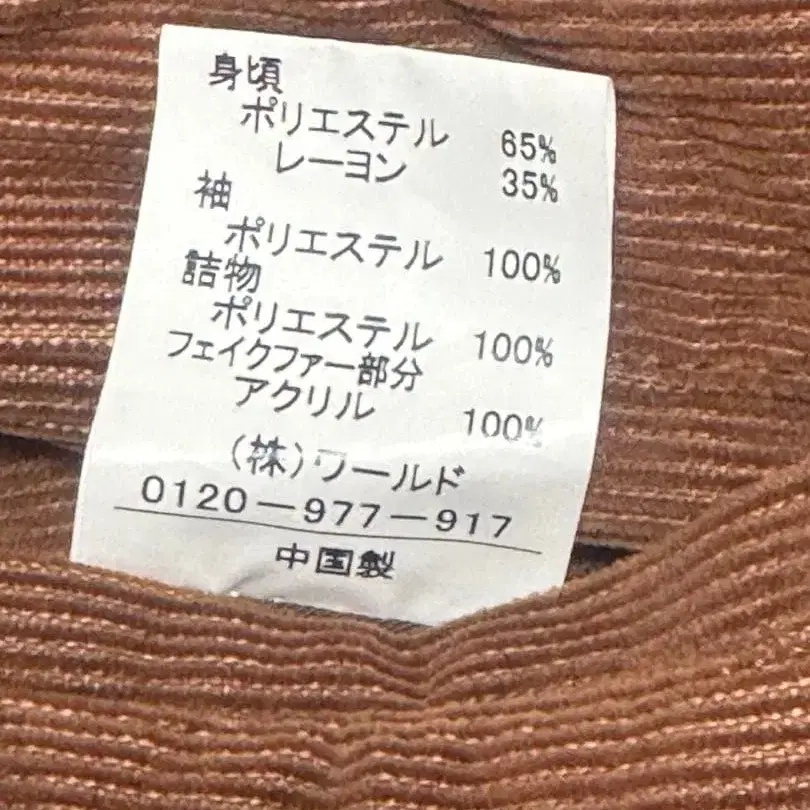 身頃
ポリエステル 65%
レーヨン 35%
袖
ポリエステル 100%
詰物
ポリエステル 100%
フェイクファー部分
アクリル 100%
(株)ワールド
0120-977-917
中国製